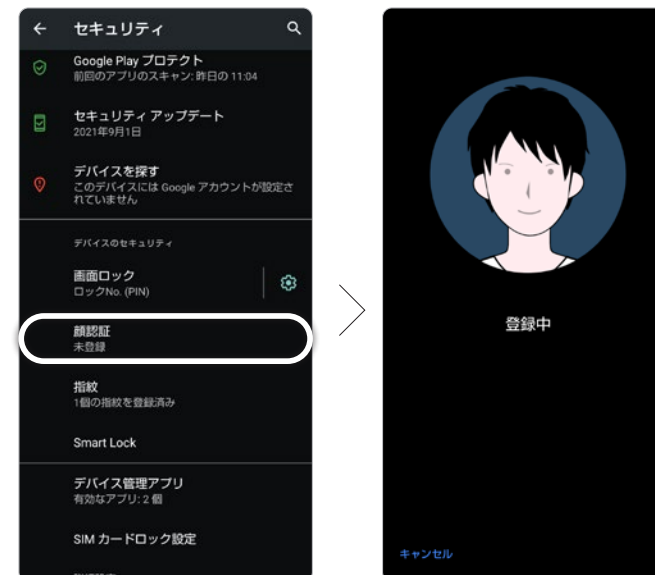 セキュリティ
Google Play プロテクト
前回のアプリのスキャン: 昨日の 11:04
セキュリティ アップデート
2021年9月1日
デバイスを探す
このデバイスには Google アカウントが設定さ
れていません
デバイスのセキュリティ
画面ロック
ロックNo. (PIN)
顔認証
未登録
指紋
1個の指紋を登録済み
Smart Lock
デバイス管理アプリ
有効なアプリ: 2 個
SIM カードロック設定
登録中
キャンセル